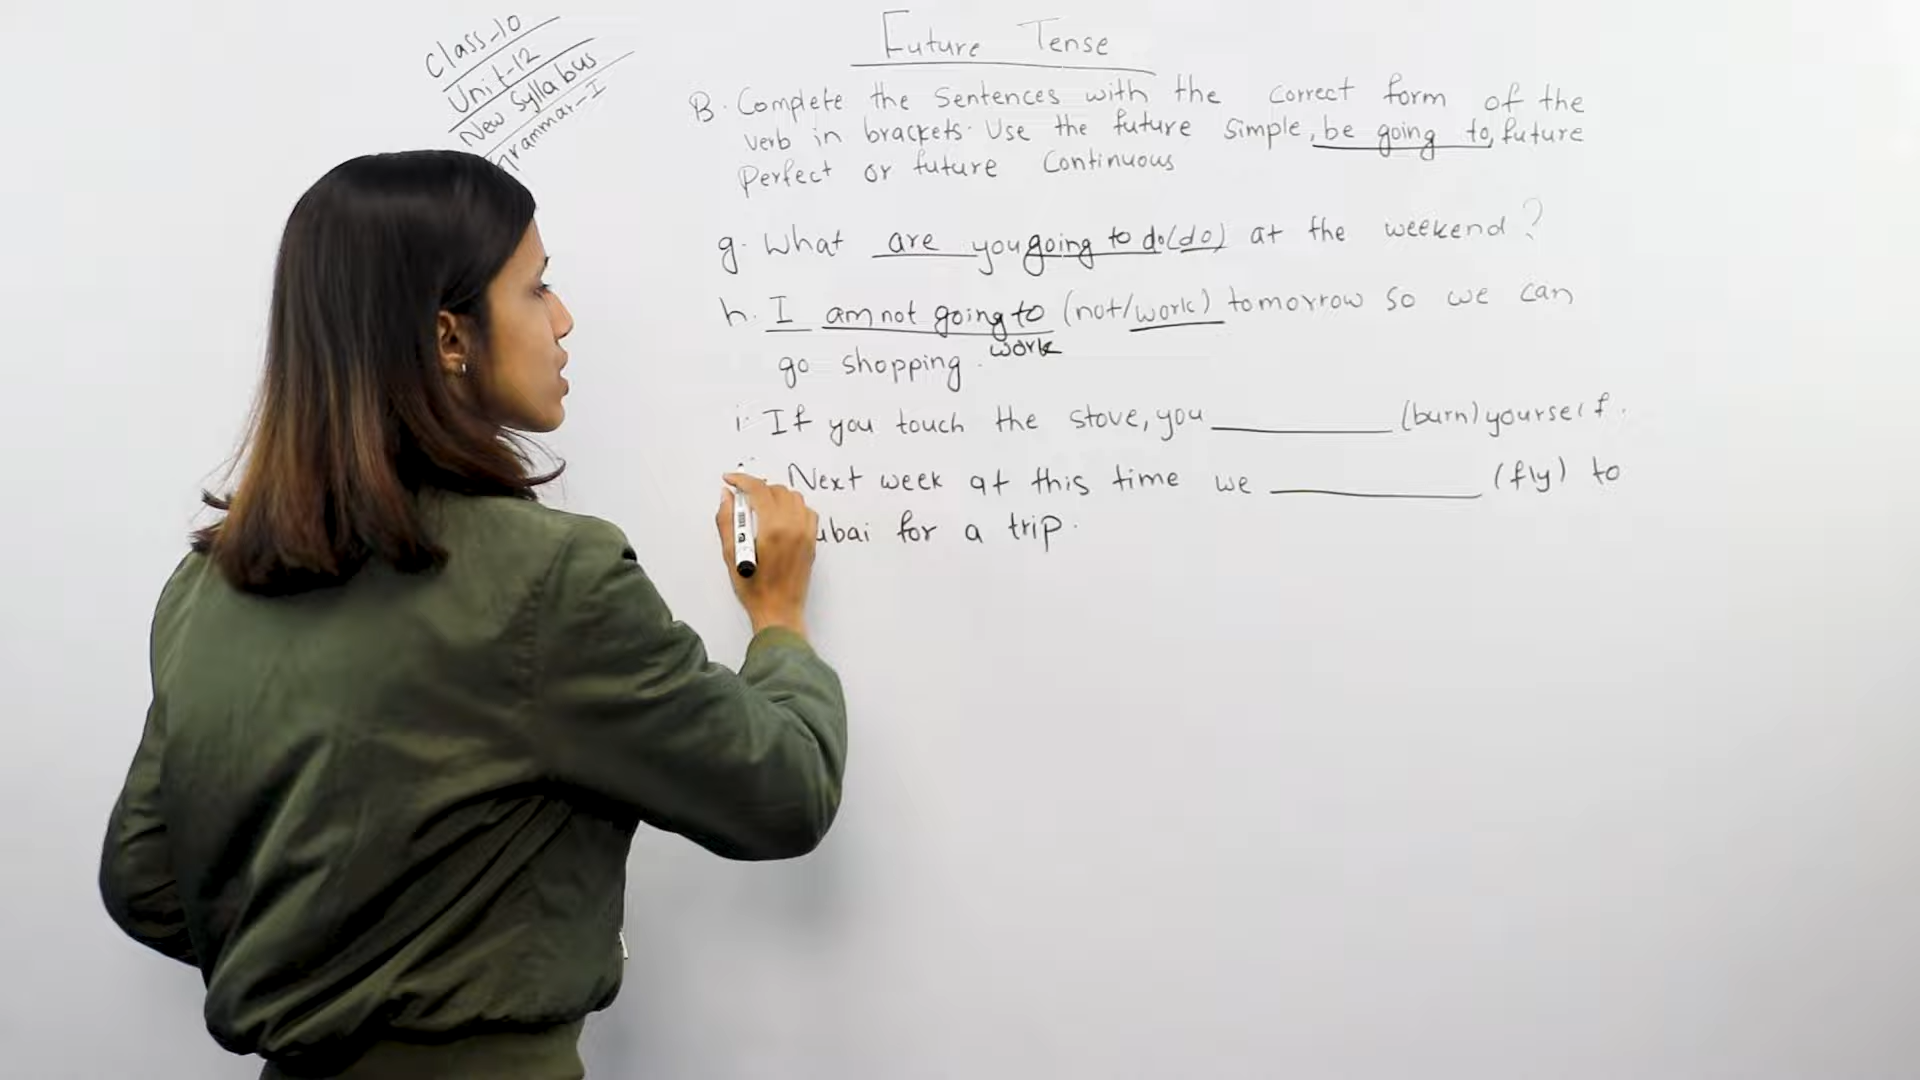 Class-10
Unit-12
New Syllabus
Grammar-I
Future Tense
B. Complete the sentences with the correct form of the
verb in brackets. Use the future simple, be going to, future
perfect or future continuous
g. What are you going to do (do) at the weekend?
h. I am not going to (not/work) tomorrow so we can
work
go shopping.
i. If you touch the stove, you ________ (burn) yourself.
Next week at this time we ________ (fly) to
ubai for a trip.